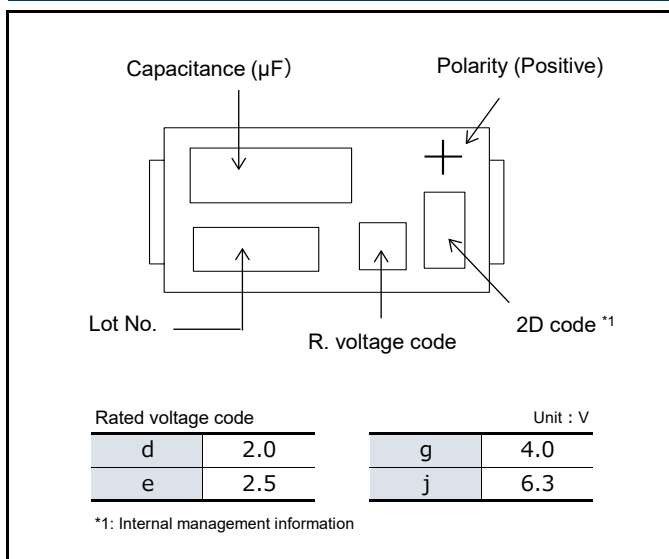 Capacitance (µF)
Polarity (Positive)
Lot No.
R. voltage code
2D code *1
Rated voltage code
Unit：V
d 2.0 g 4.0
e 2.5 j 6.3
*1: Internal management information